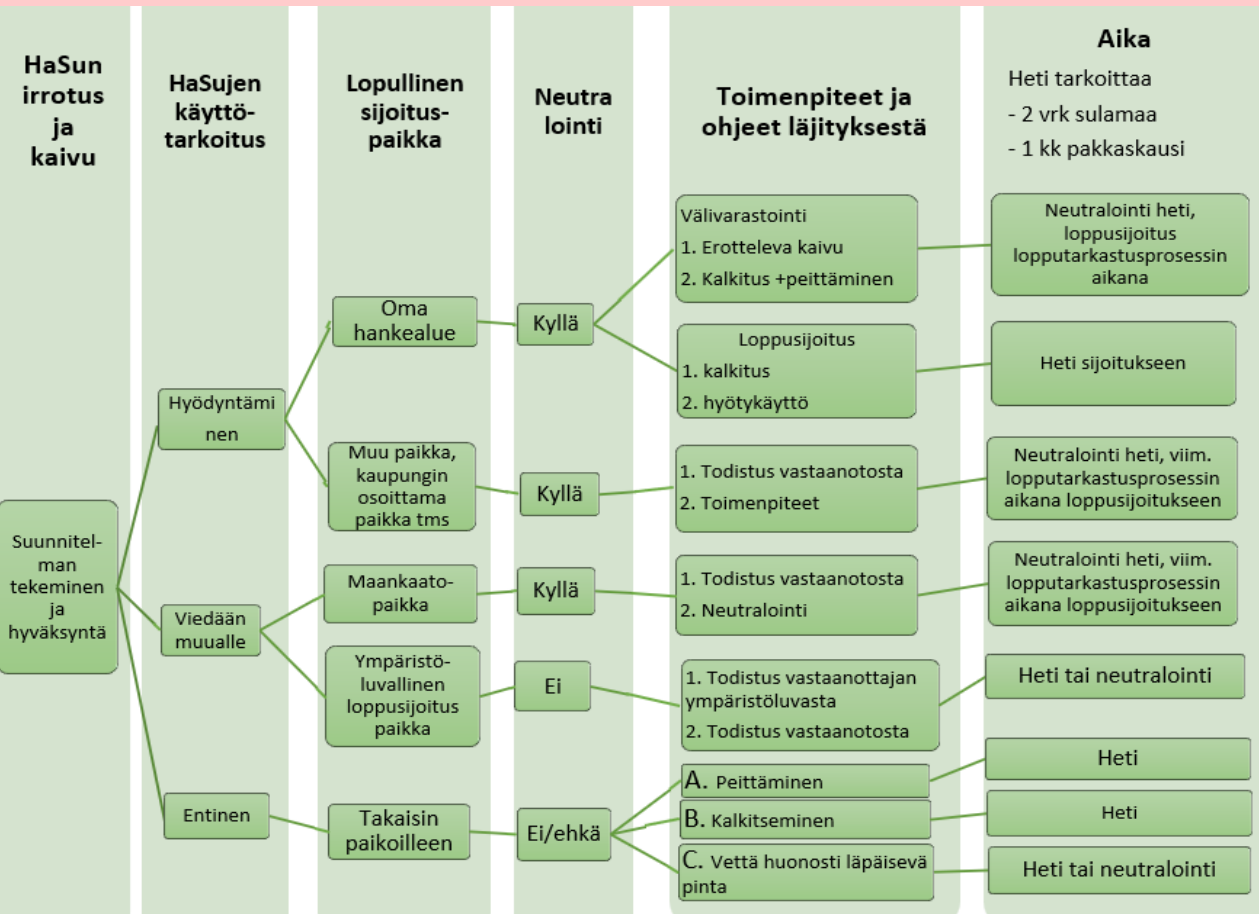 HaSun
irrotus
ja
kaivu
HaSujen
käyttö-
tarkoitus
Lopullinen
sijoitus-
paikka
Neutra
lointi
Toimenpiteet ja
ohjeet läjityksestä
Aika
Heti tarkoittaa
- 2 vrk sulamaa
- 1 kk pakkaskausi
Suunnitel-
man
tekeminen
ja
hyväksyntä
Hyödyntämi
nen
Oma
hankealue
Kyllä
Välivarastointi
1. Erotteleva kaivu
2. Kalkitus +peittäminen
Neutralointi heti,
loppusijoitus
lopputarkastusprosessin
aikana
Loppusijoitus
1. kalkitus
2. hyötykäyttö
Heti sijoitukseen
Muu paikka,
kaupungin
osoittama
paikka tms
Kyllä
1. Todistus vastaanotosta
2. Toimenpiteet
Neutralointi heti, viim.
lopputarkastusprosessin
aikana loppusijoitukseen
Viedään
muualle
Maankaato-
paikka
Kyllä
1. Todistus vastaanotosta
2. Neutralointi
Neutralointi heti, viim.
lopputarkastusprosessin
aikana loppusijoitukseen
Ympäristö-
luvallinen
loppusijoitus
paikka
Ei
1. Todistus vastaanottajan
ympäristöluvasta
2. Todistus vastaanotosta
Heti tai neutralointi
Entinen
Takaisin
paikoilleen
Ei/ehkä
A. Peittäminen
Heti
B. Kalkitseminen
Heti
C. Vettä huonosti läpäisevä
pinta
Heti tai neutralointi